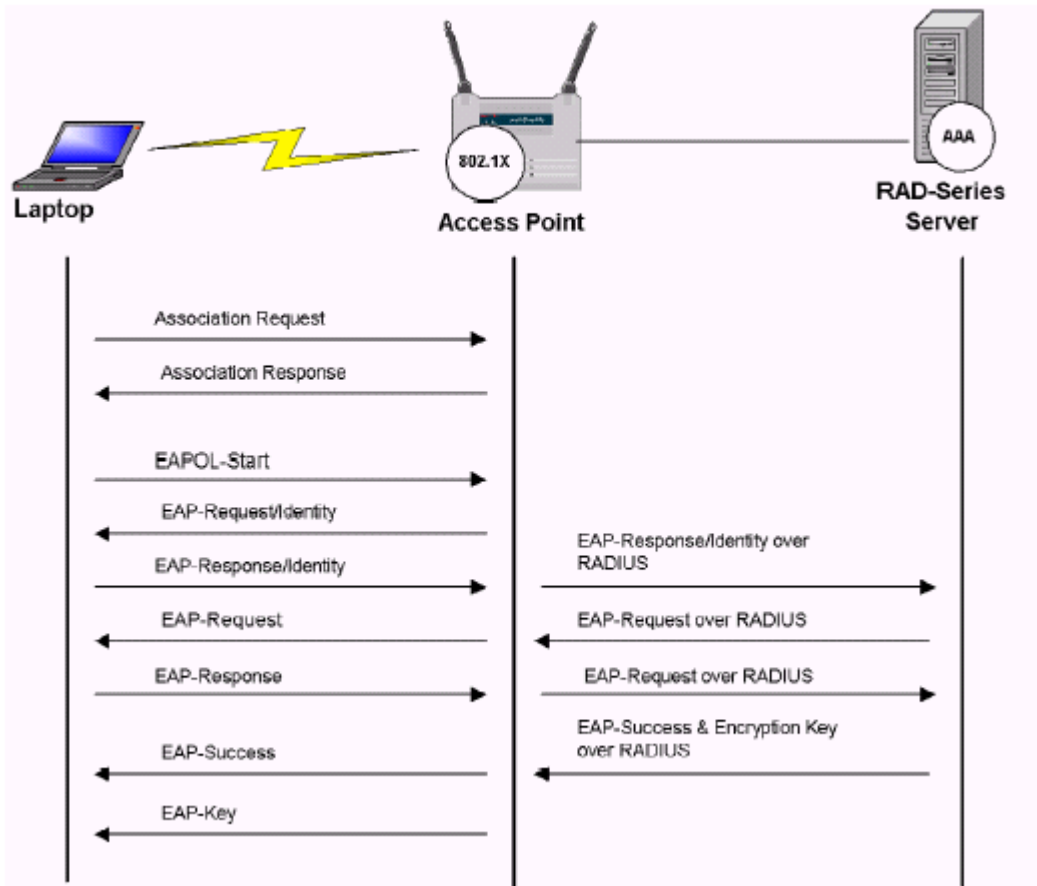 802.1X
AAA
Laptop
Access Point
RAD-Series
Server
Association Request
Association Response
EAPOL-Start
EAP-Request/Identity
EAP-Response/Identity over
RADIUS
EAP-Response/Identity
EAP-Request
EAP-Request over RADIUS
EAP-Response
EAP-Request over RADIUS
EAP-Success & Encryption Key
over RADIUS
EAP-Success
EAP-Key